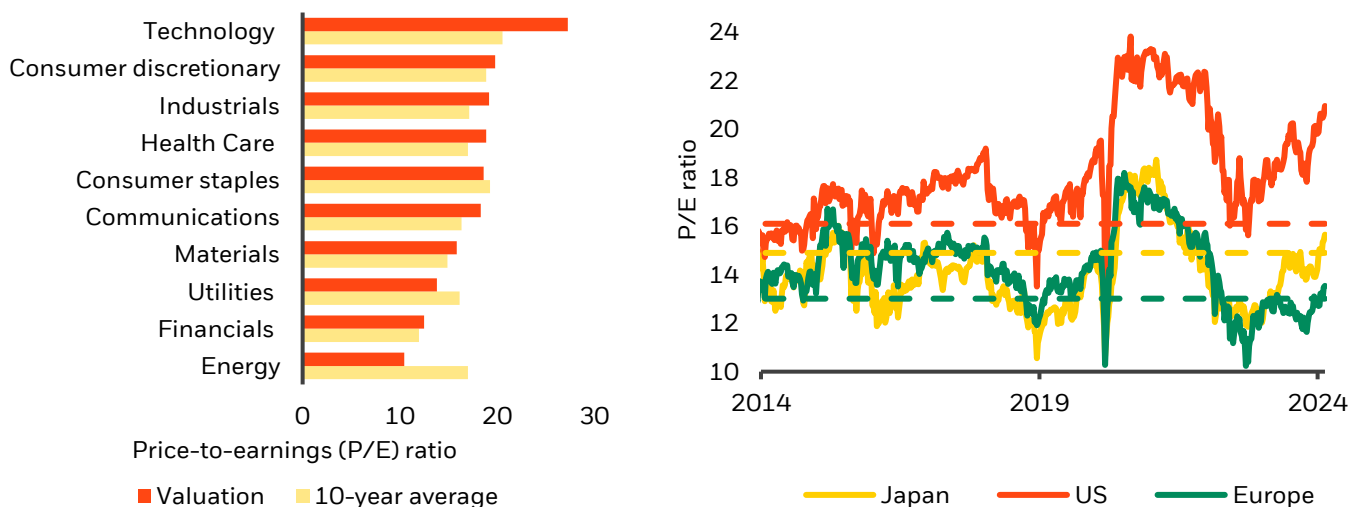 Technology
Consumer discretionary
Industrials
Health Care
Consumer staples
Communications
Materials
Utilities
Financials
Energy
0 10 20 30
Price-to-earnings (P/E) ratio
Valuation 10-year average
P/E ratio
24
22
20
18
16
14
12
10
2014 2019 2024
Japan US Europe